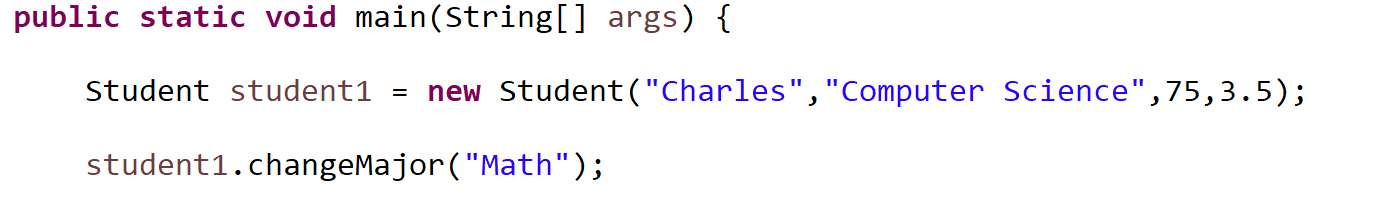 public static void main(String[] args) {
Student student1 = new Student("Charles","Computer Science",75,3.5);
student1.changeMajor("Math");